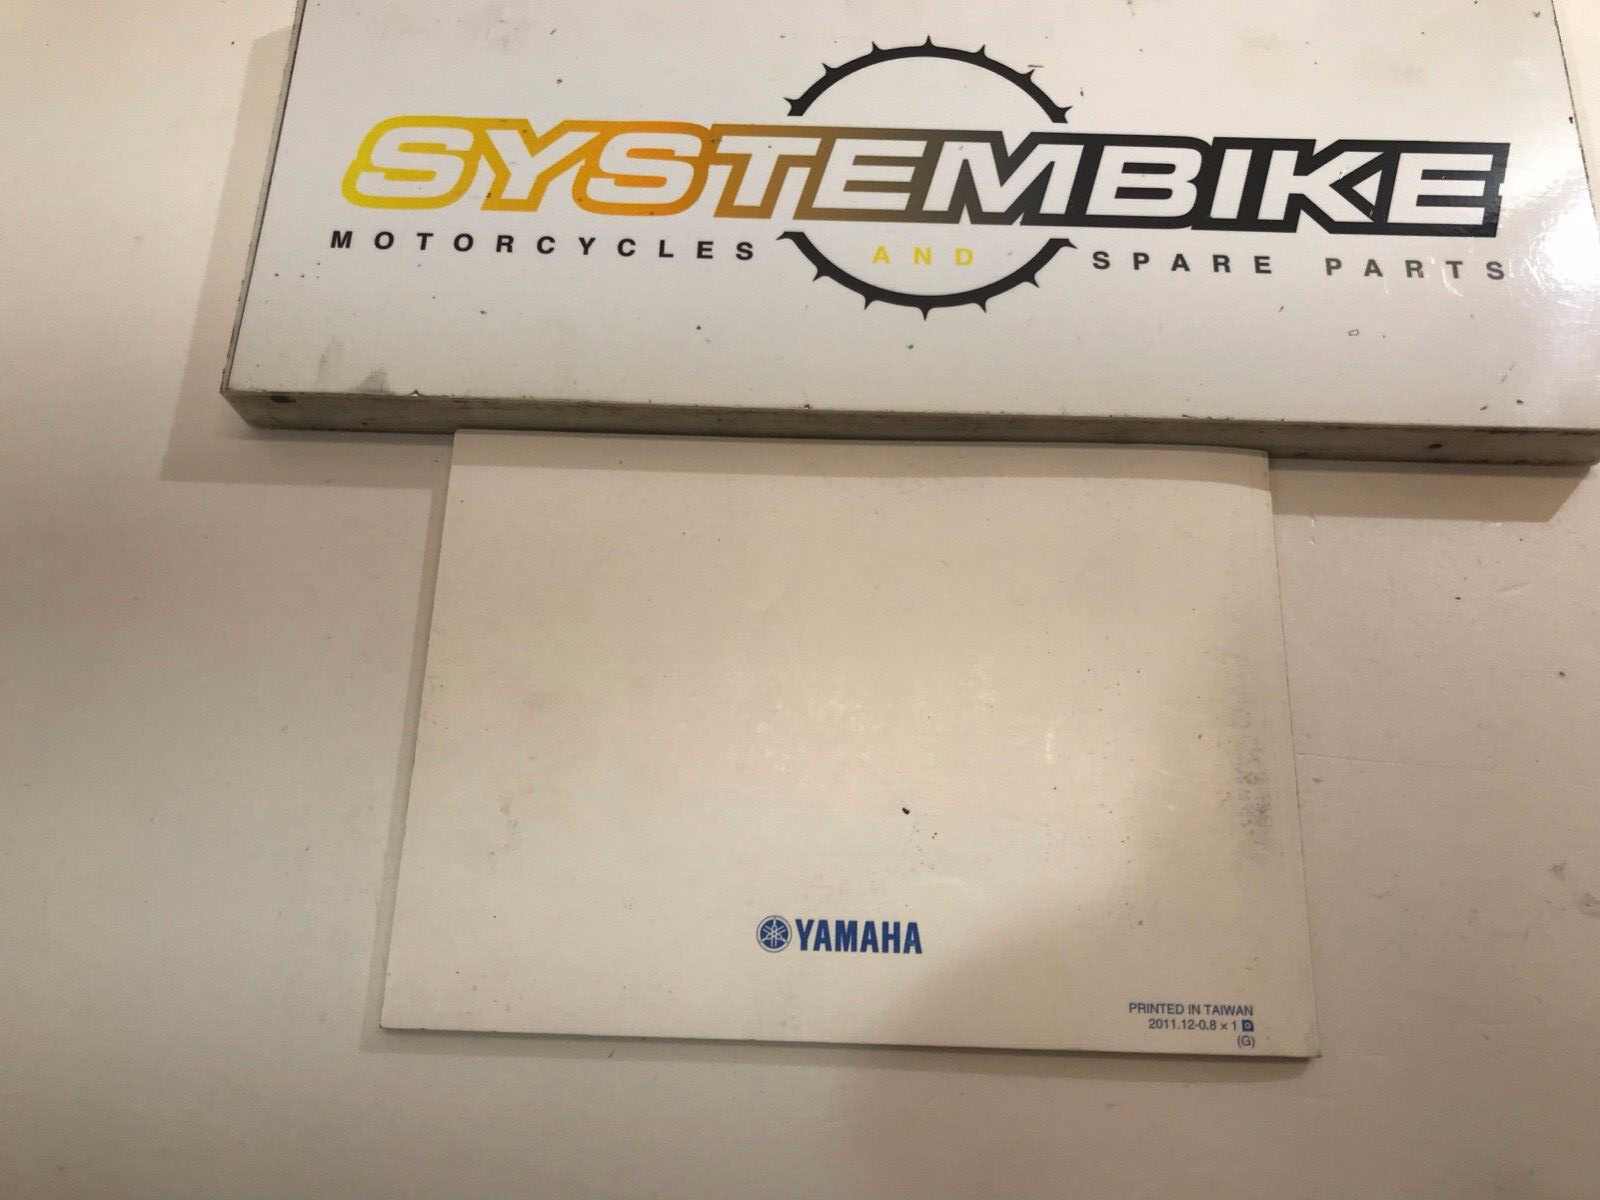 SYSTEMBIKE
MOTORCYCLES AND SPARE PARTS
YAMAHA
PRINTED IN TAIWAN
2011.12-0.8 × 1 D
(G)